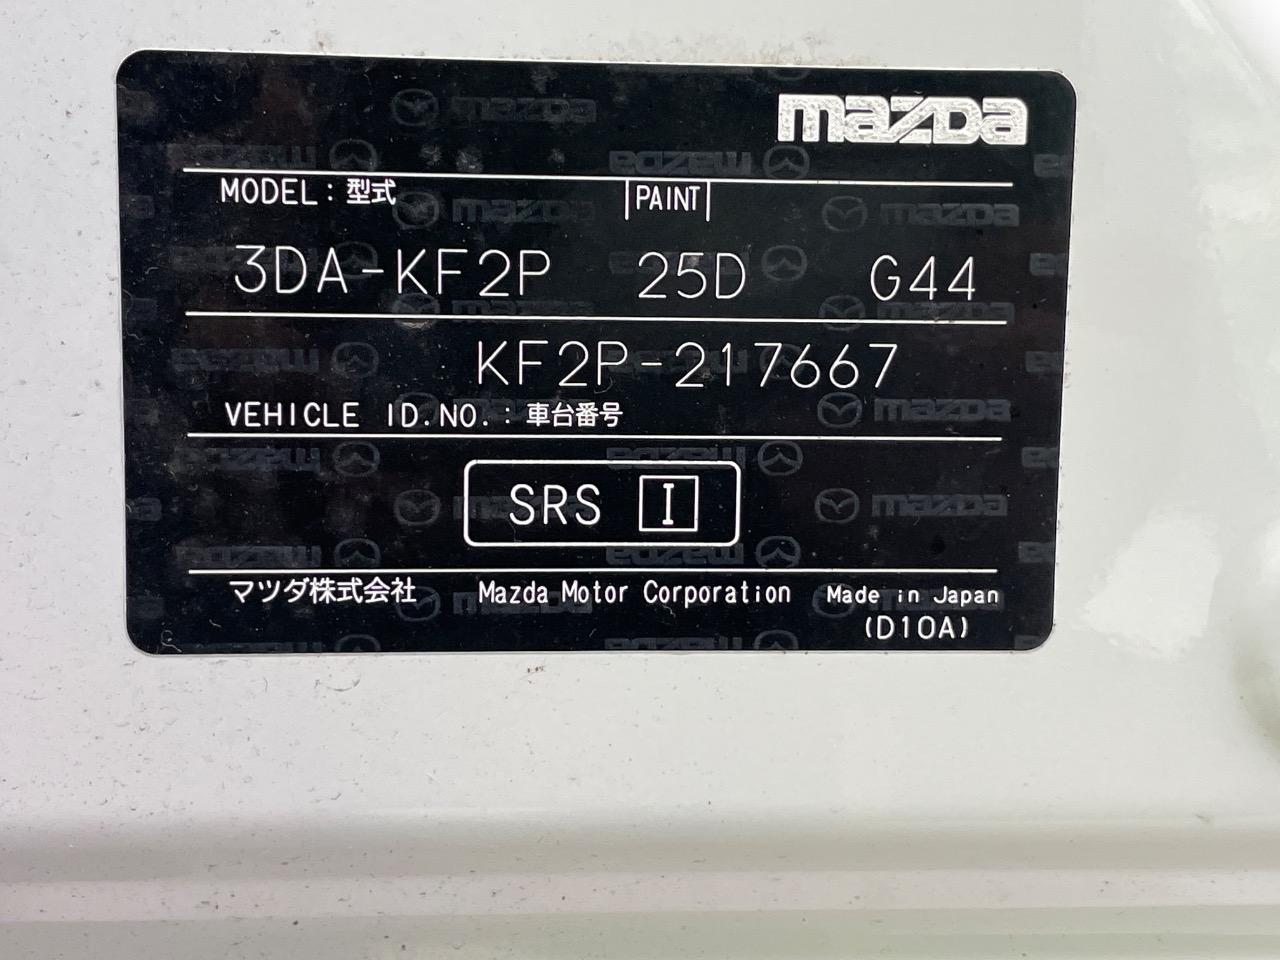 mazda
MODEL:型式 PAINT
3DA-KF2P 25D G44
KF2P-217667
VEHICLE ID.NO.:車台番号
SRS I
マツダ株式会社 Mazda Motor Corporation Made in Japan
(D10A)